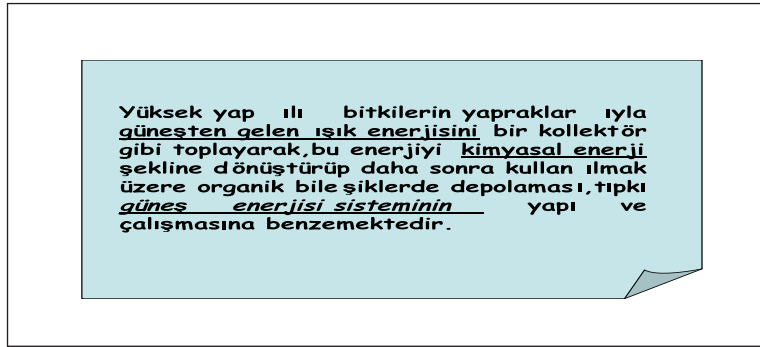 Yüksek yap ılı bitkilerin yapraklar ıyla
güneşten gelen ışık enerjisini bir kollektör
gibi toplayarak,bu enerjiyi kimyasal enerji
şekline dönüştürüp daha sonra kullan ılmak
üzere organik bile şiklerde depolaması,tıpkı
güneş enerjisi sisteminin yapı ve
çalışmasına benzemektedir.